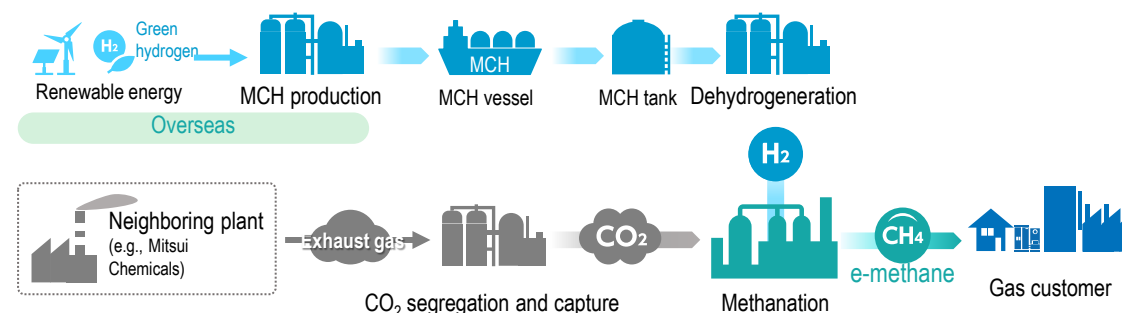 Green
hydrogen
H2
Renewable energy
MCH production
MCH
MCH vessel
MCH tank
Dehydrogeneration
Overseas
H2
Neighboring plant
(e.g., Mitsui
Chemicals)
Exhaust gas
CO2
CH4
e-methane
CO2 segregation and capture
Methanation
Gas customer